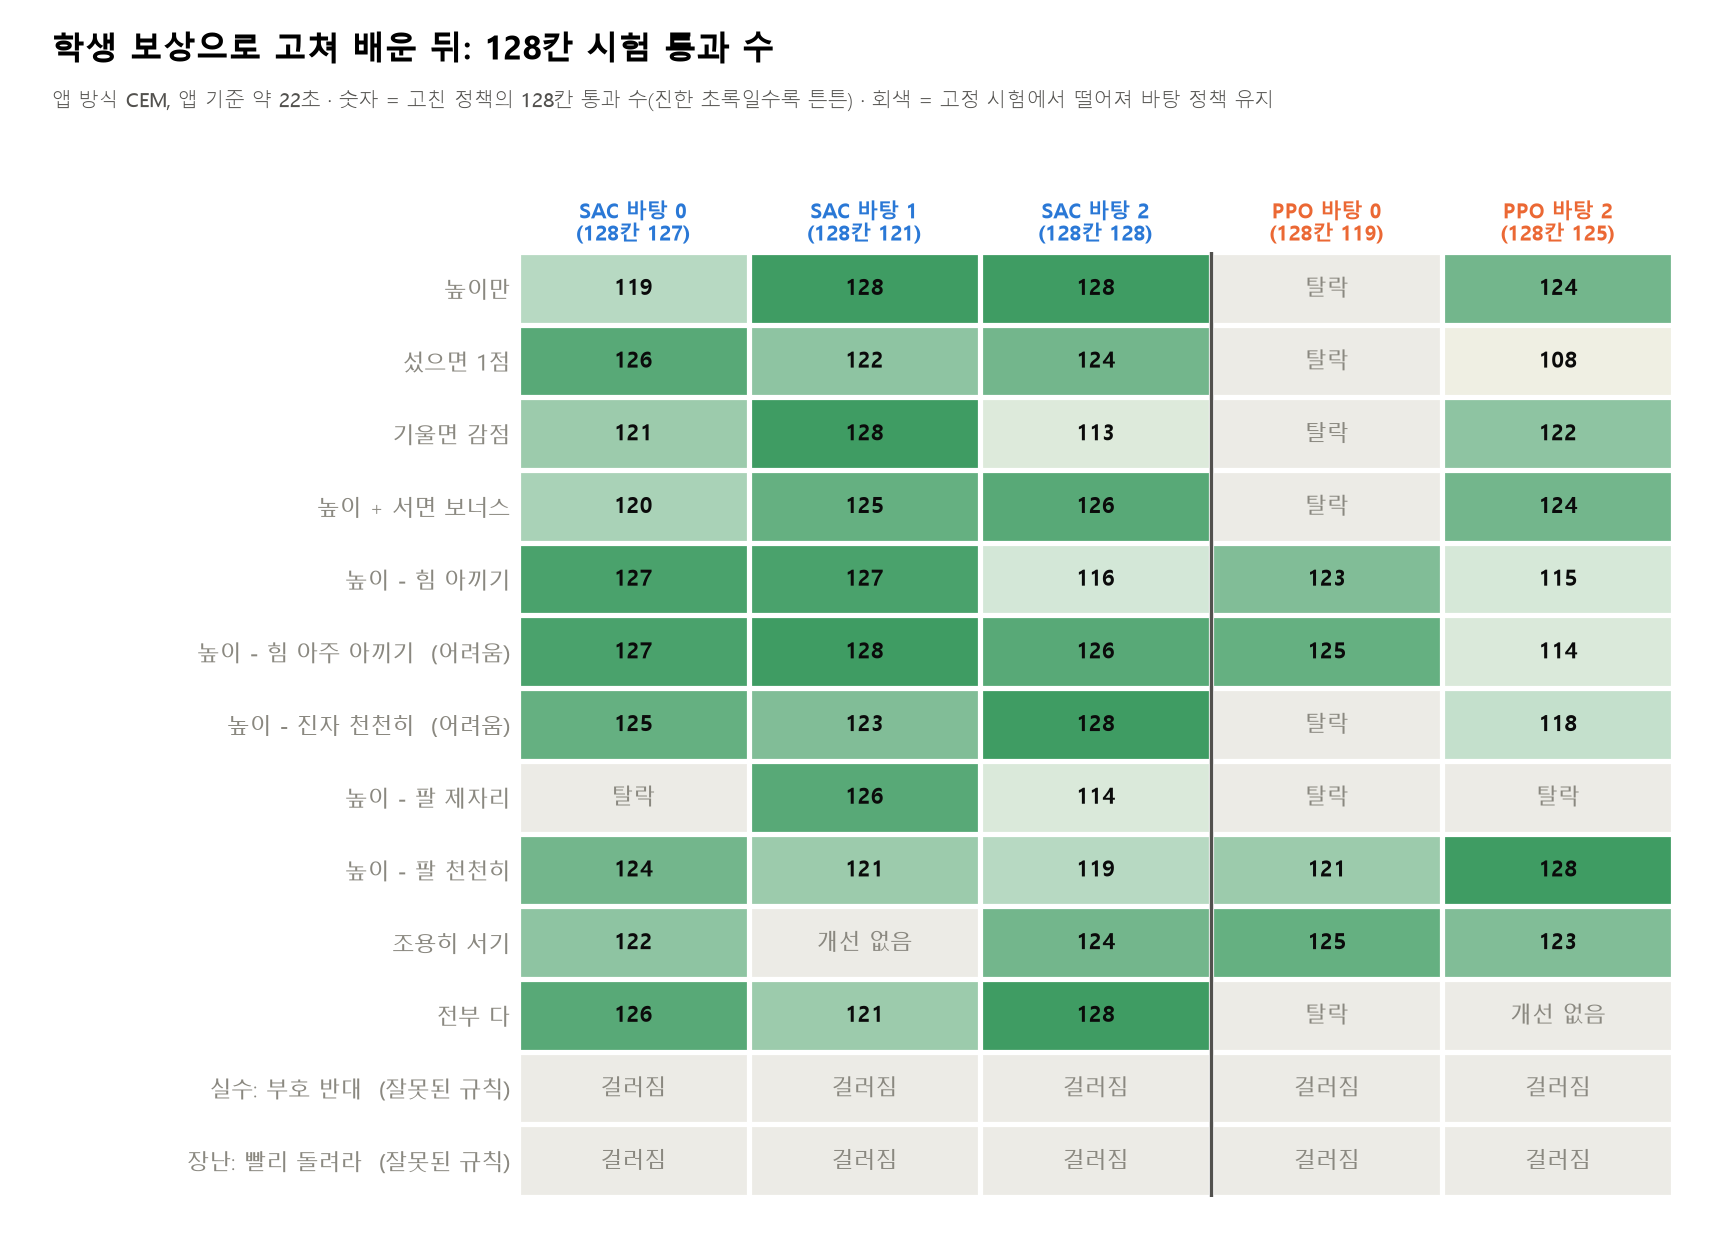 학생 보상으로 고쳐 배운 뒤: 128칸 시험 통과 수
앱 방식 CEM, 앱 기준 약 22초 · 숫자 = 고친 정책의 128칸 통과 수(진한 초록일수록 튼튼) · 회색 = 고정 시험에서 떨어져 바탕 정책 유지
SAC 바탕 0 SAC 바탕 1 SAC 바탕 2 PPO 바탕 0 PPO 바탕 2
(128칸 127) (128칸 121) (128칸 128) (128칸 119) (128칸 125)
높이만 119 128 128 탈락 124
섰으면 1점 126 122 124 탈락 108
기울면 감점 121 128 113 탈락 122
높이 + 서면 보너스 120 125 126 탈락 124
높이 - 힘 아끼기 127 127 116 123 115
높이 - 힘 아주 아끼기 (어려움) 127 128 126 125 114
높이 - 진자 천천히 (어려움) 125 123 128 탈락 118
높이 - 팔 제자리 탈락 126 114 탈락 탈락
높이 - 팔 천천히 124 121 119 121 128
조용히 서기 122 개선 없음 124 125 123
전부 다 126 121 128 탈락 개선 없음
실수: 부호 반대 (잘못된 규칙) 걸러짐 걸러짐 걸러짐 걸러짐 걸러짐
장난: 빨리 돌려라 (잘못된 규칙) 걸러짐 걸러짐 걸러짐 걸러짐 걸러짐